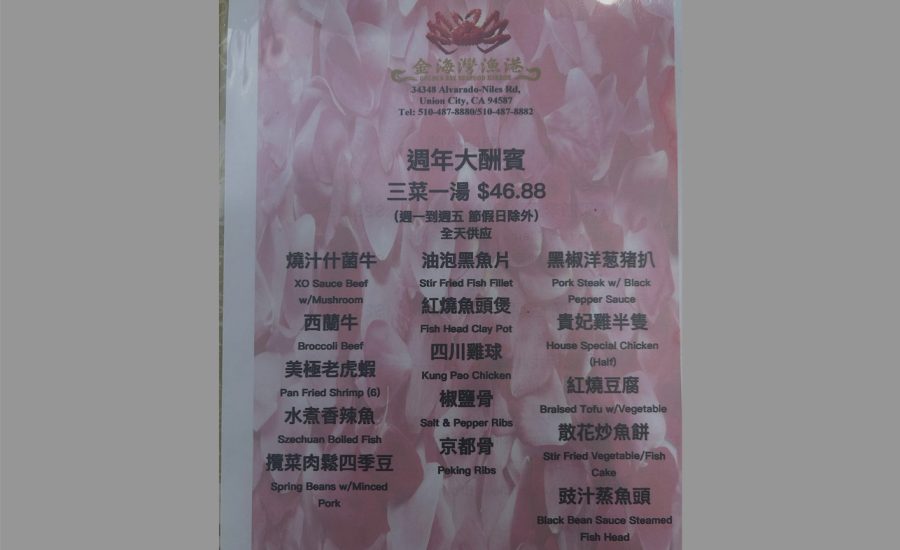 金海灣漁港
GOLDEN BAY SEAFOOD HARBOR
34348 Alvarado-Niles Rd,
Union City, CA 94587
Tel: 510-487-8880/510-487-8882
週年大酬賓
三菜一湯 $46.88
（週一到週五 節假日除外）
全天供应
燒汁什菌牛
XO Sauce Beef
w/Mushroom
西蘭牛
Broccoli Beef
美極老虎蝦
Pan Fried Shrimp (6)
水煮香辣魚
Szechuan Boiled Fish
攬菜肉鬆四季豆
Spring Beans w/Minced
Pork
油泡黑魚片
Stir Fried Fish Fillet
紅燒魚頭煲
Fish Head Clay Pot
四川雞球
Kung Pao Chicken
椒鹽骨
Salt & Pepper Ribs
京都骨
Peking Ribs
黑椒洋葱猪扒
Pork Steak w/ Black
Pepper Sauce
貴妃雞半隻
House Special Chicken
(Half)
紅燒豆腐
Braised Tofu w/Vegetable
散花炒魚餅
Stir Fried Vegetable/Fish
Cake
豉汁蒸魚頭
Black Bean Sauce Steamed
Fish Head